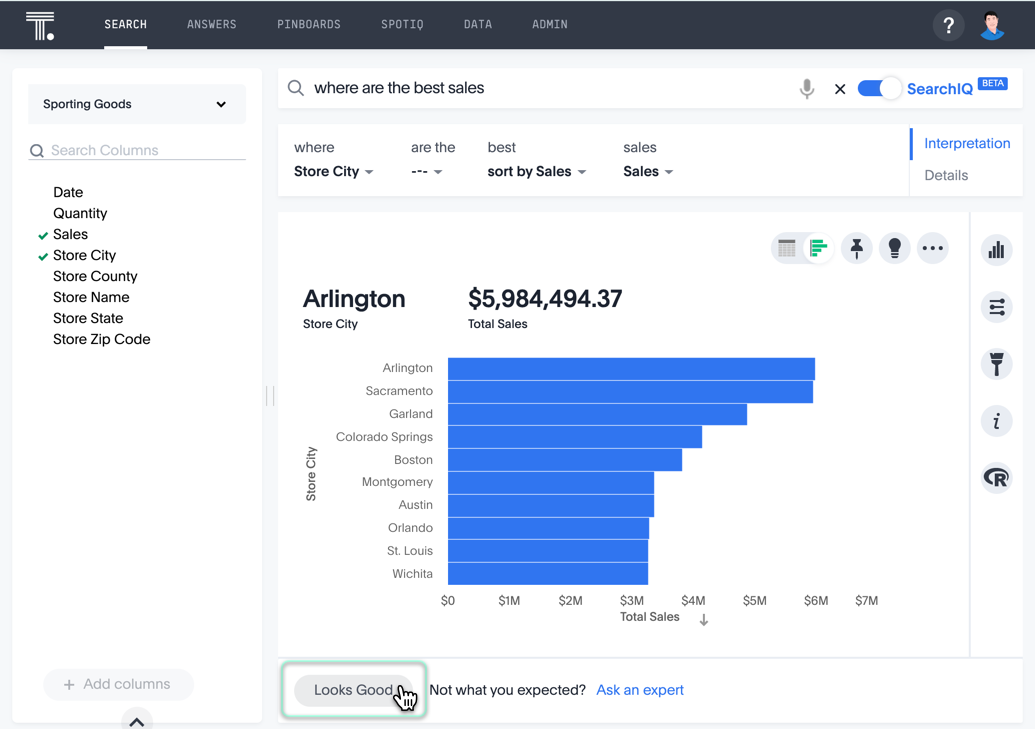 T.
SEARCH ANSWERS PINBOARDS SPOTIQ DATA ADMIN ?
Sporting Goods
Search Columns
Date
Quantity
Sales
Store City
Store County
Store Name
Store State
Store Zip Code
+ Add columns
where are the best sales
SearchIQ BETA
where are the best sales
Store City --- sort by Sales Sales
Interpretation
Details
Arlington $5,984,494.37
Store City Total Sales
Store City
Arlington
Sacramento
Garland
Colorado Springs
Boston
Montgomery
Austin
Orlando
St. Louis
Wichita
$0 $1M $2M $3M $4M $5M $6M $7M
Total Sales
i
R
Looks Good Not what you expected? Ask an expert